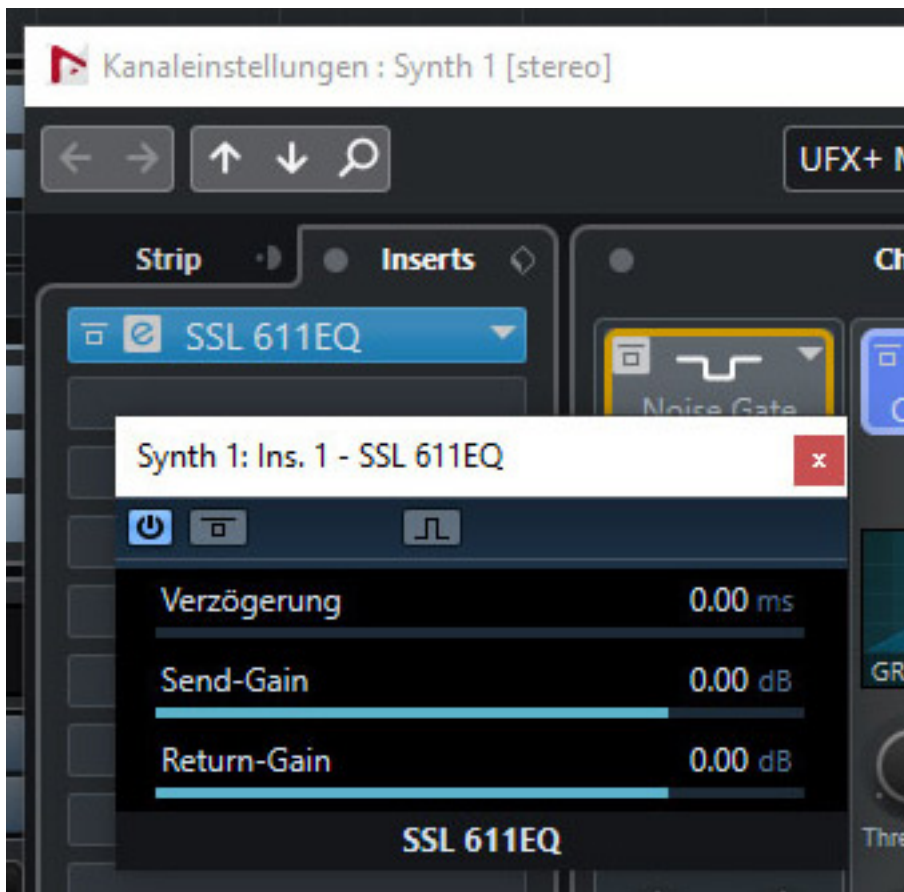 Kanaleinstellungen : Synth 1 [stereo]
UFX+
Strip
Inserts
SSL 611EQ
Noise Gate
Synth 1: Ins. 1 - SSL 611EQ
x
Verzögerung 0.00 ms
Send-Gain 0.00 dB
GR
Return-Gain 0.00 dB
SSL 611EQ